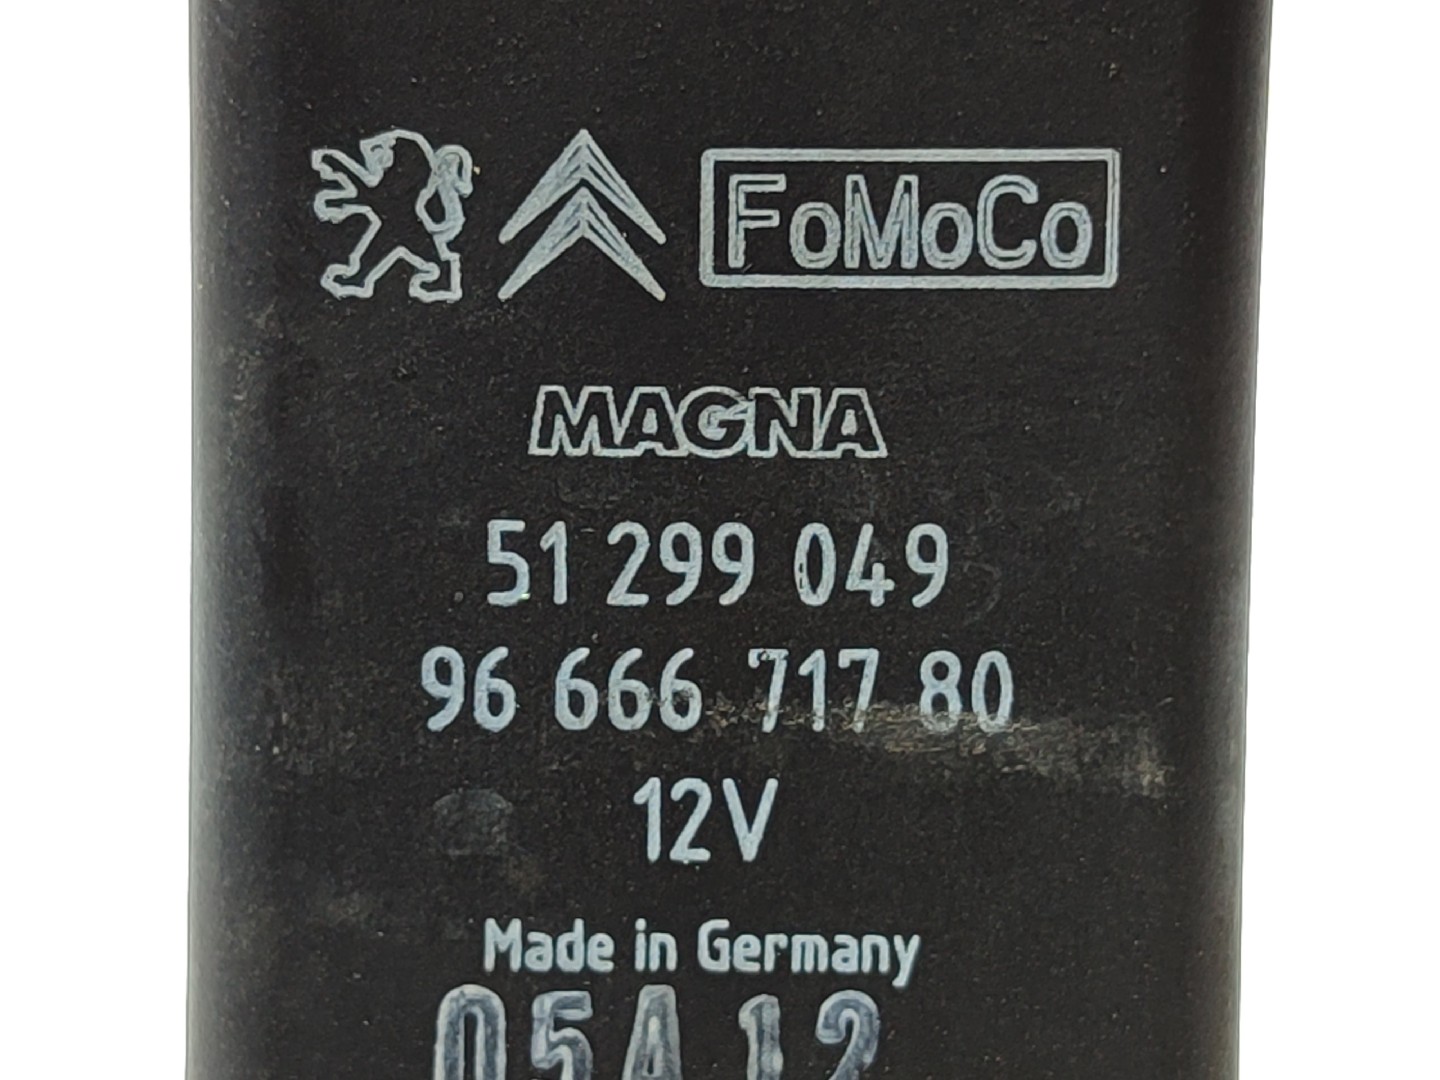 FoMoCo
MAGNA
51 299 049
96 666 717 80
12V
Made in Germany
05A12